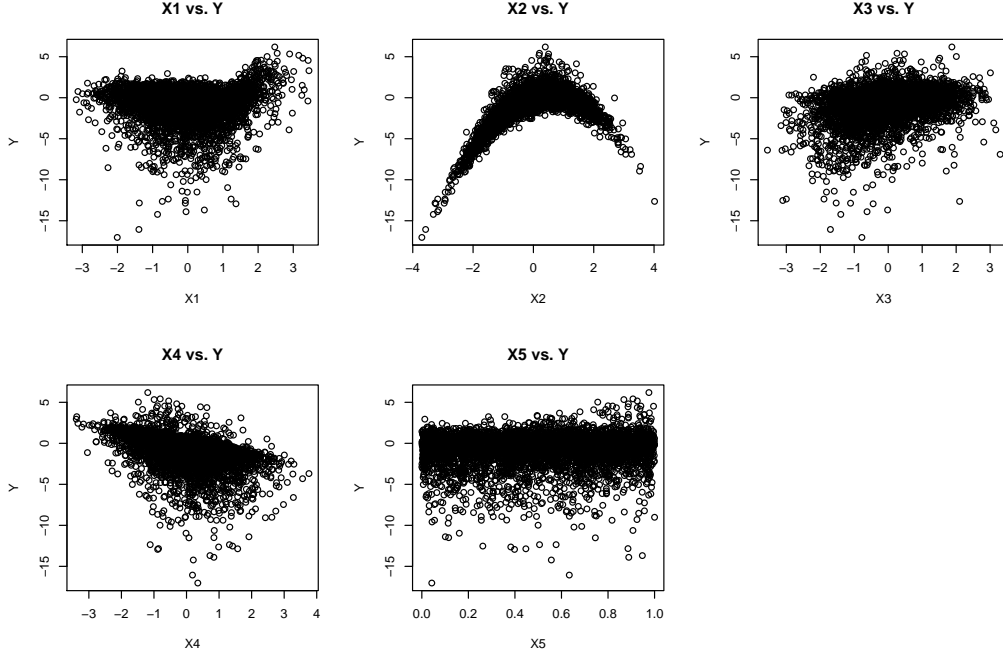 X1 vs. Y
X2 vs. Y
X3 vs. Y
5
0
−5
−10
−15
Y
−3 −2 −1 0 1 2 3
X1
5
0
−5
−10
−15
Y
−4 −2 0 2 4
X2
5
0
−5
−10
−15
Y
−3 −2 −1 0 1 2 3
X3
X4 vs. Y
X5 vs. Y
5
0
−5
−10
−15
Y
−3 −2 −1 0 1 2 3 4
X4
5
0
−5
−10
−15
Y
0.0 0.2 0.4 0.6 0.8 1.0
X5